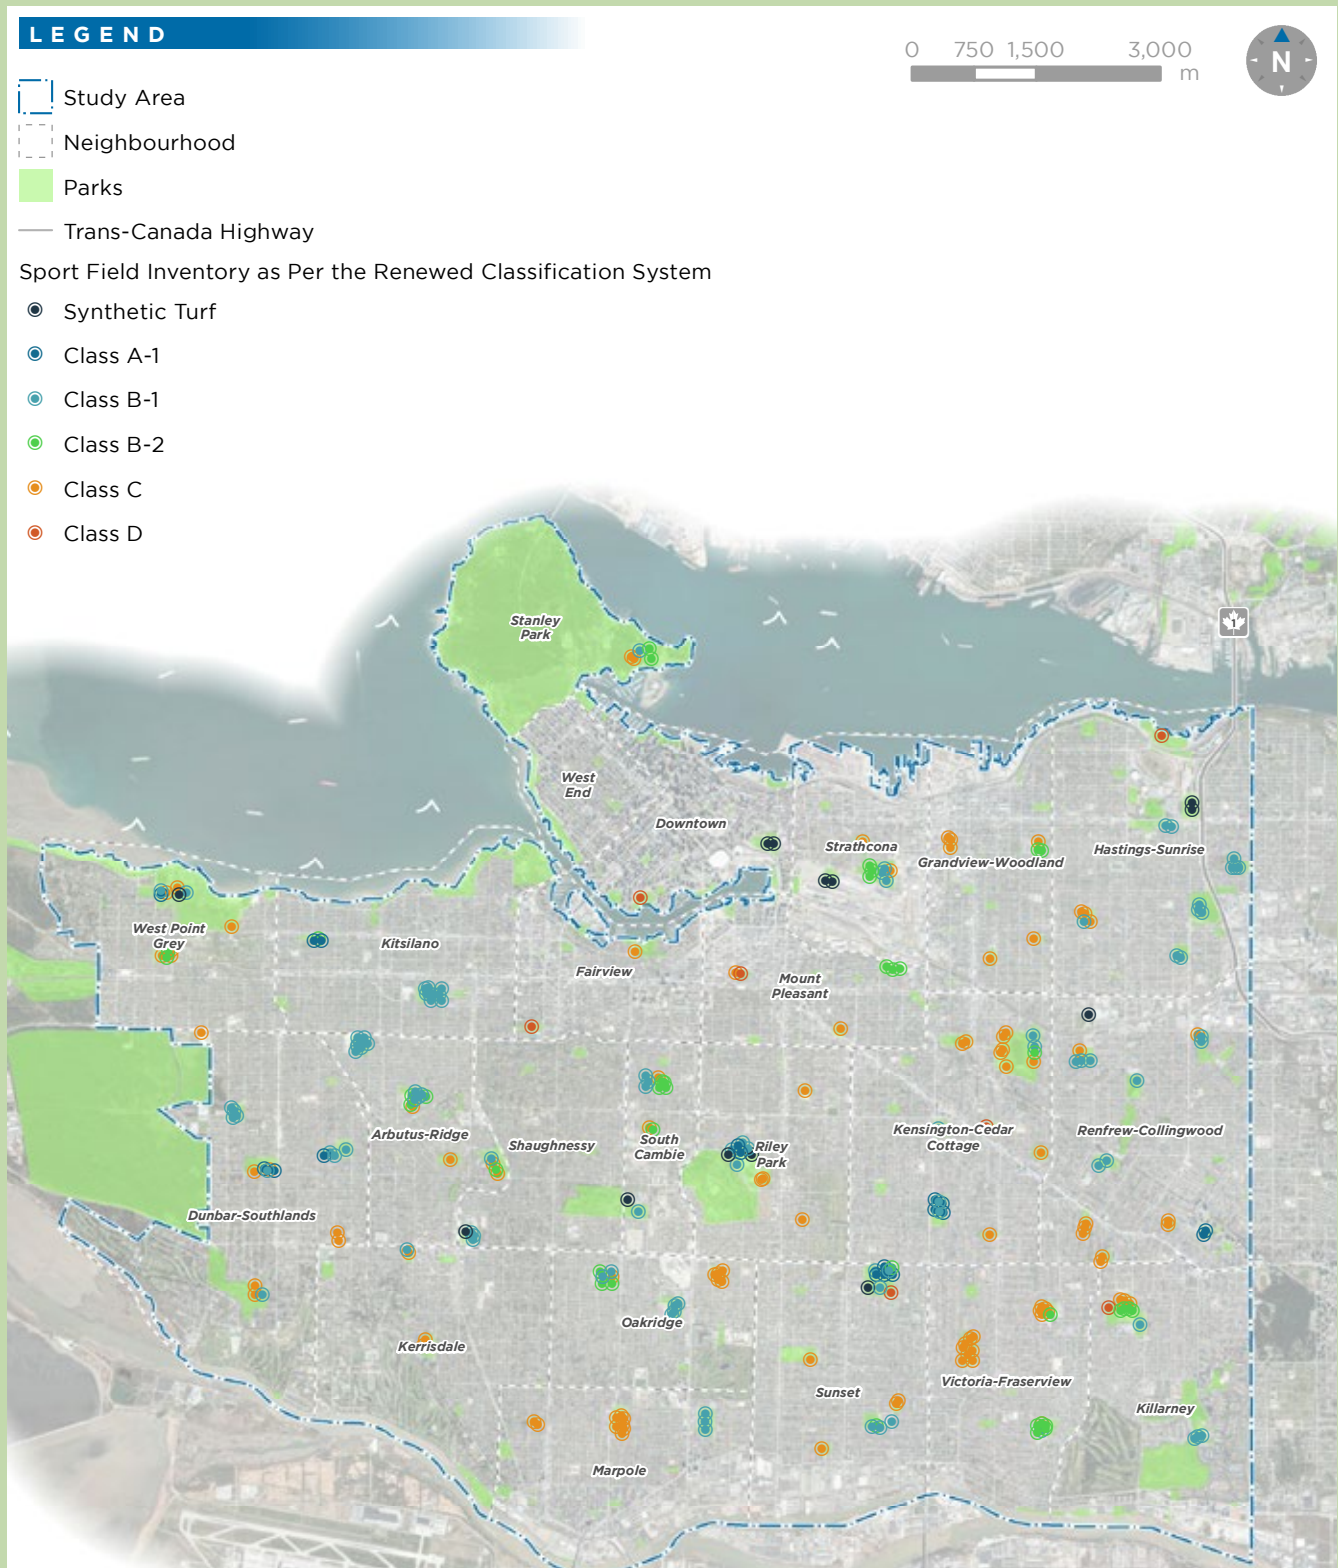 LEGEND
0 750 1,500 3,000
m
N
Study Area
Neighbourhood
Parks
Trans-Canada Highway
Sport Field Inventory as Per the Renewed Classification System
Synthetic Turf
Class A-1
Class B-1
Class B-2
Class C
Class D
Stanley
Park
1
West
End
Downtown
Strathcona
Grandview-Woodland
Hastings-Sunrise
West Point
Grey
Kitsilano
Fairview
Mount
Pleasant
Arbutus-Ridge
Shaughnessy
South
Cambie
Riley
Park
Kensington-Cedar
Cottage
Renfrew-Collingwood
Dunbar-Southlands
Oakridge
Kerrisdale
Victoria-Fraserview
Sunset
Killarney
Marpole